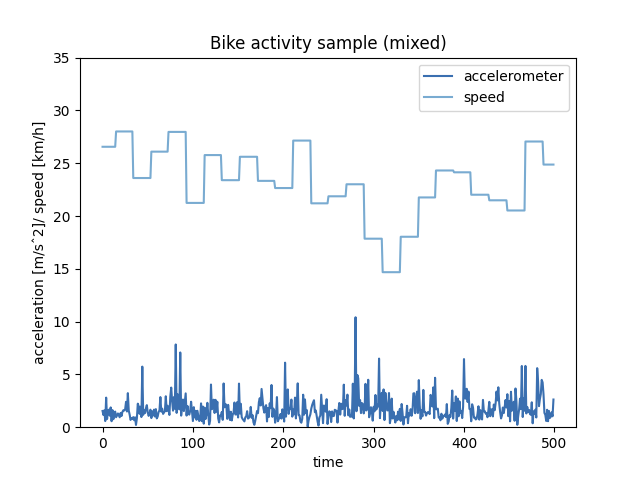 Bike activity sample (mixed)
accelerometer
speed
35
30
25
20
15
10
5
0
acceleration [m/s^2]/ speed [km/h]
0 100 200 300 400 500
time